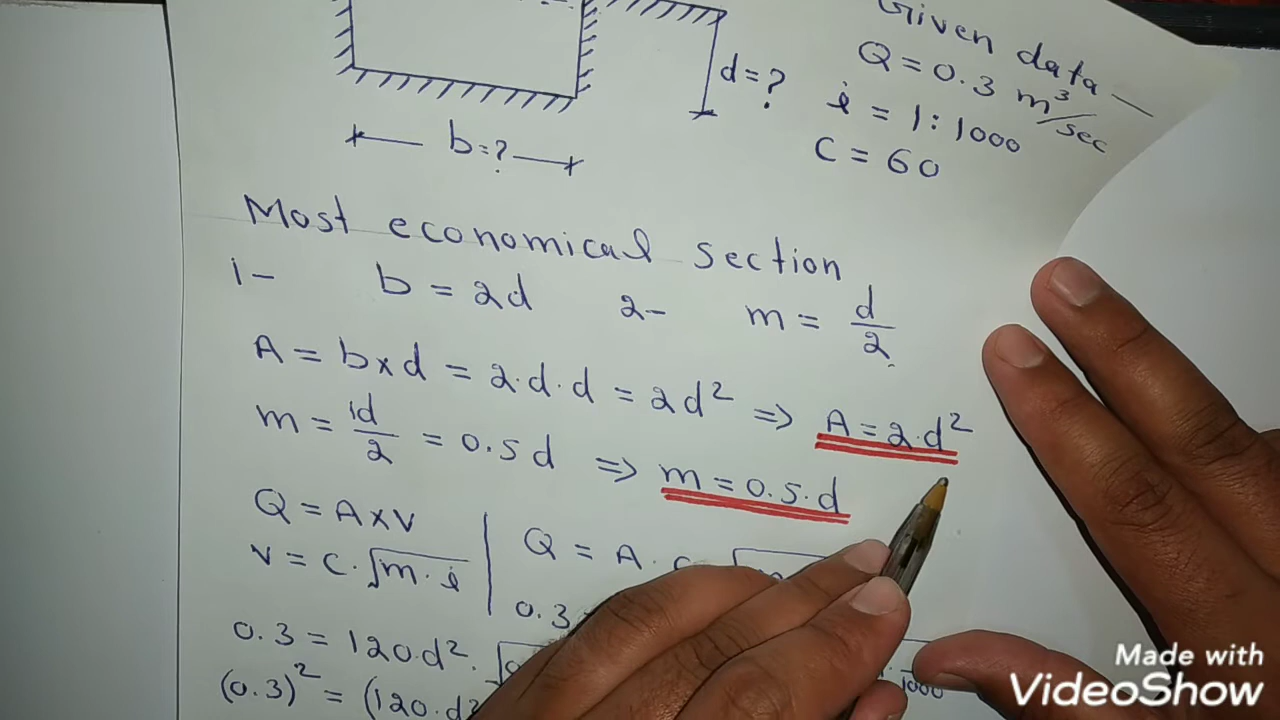 Given data
Q = 0.3 m³/sec
d = ?
i = 1:1000
b = ?
C = 60
Most economical section
1- b = 2d 2- m = d/2
A = b×d = 2·d·d = 2d² ⇒ A = 2·d²
m = 1d/2 = 0.5d ⇒ m = 0.5·d
Q = A×V
V = C·√m·i
Q = A·C
0.3
0.3 = 120·d²·√
(0.3)² = (120·d²
1000
Made with
VideoShow